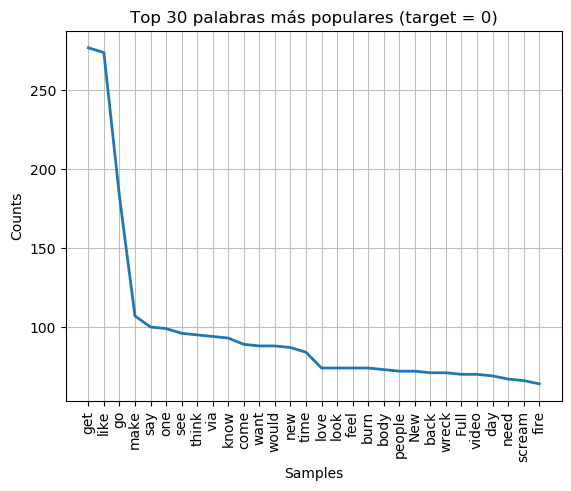 Top 30 palabras más populares (target = 0)
Counts
250
200
150
100
get
like
go
make
say
one
see
think
via
know
come
want
would
new
time
love
look
feel
burn
body
people
New
back
wreck
Full
video
day
need
scream
fire
Samples